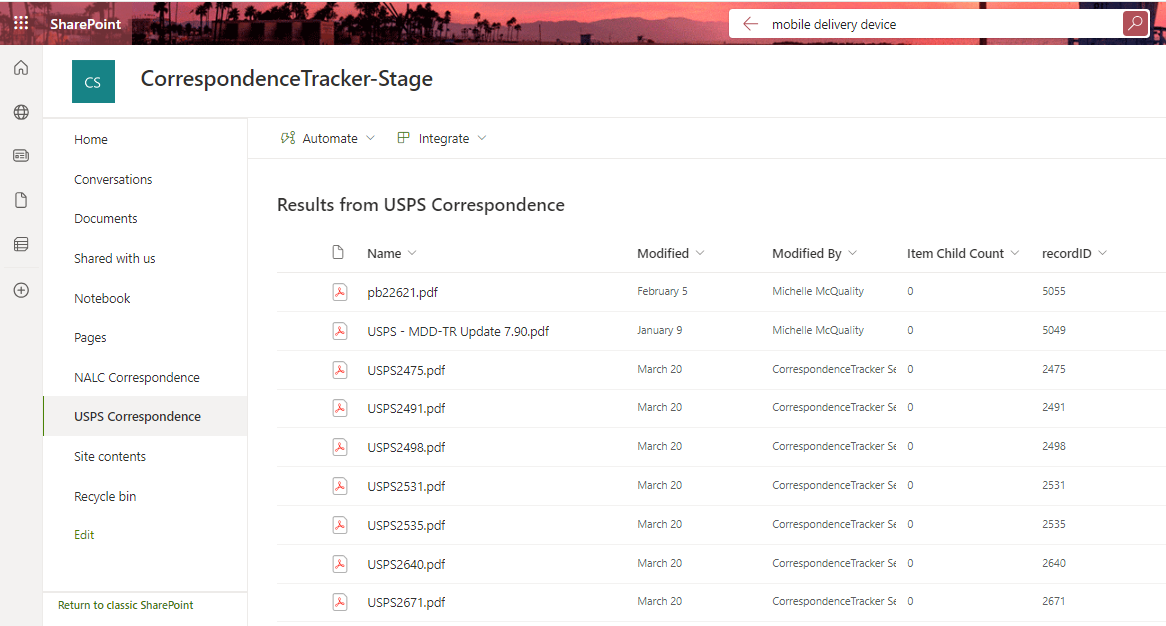 SharePoint
mobile delivery device
CS
CorrespondenceTracker-Stage
Home
Conversations
Documents
Shared with us
Notebook
Pages
NALC Correspondence
USPS Correspondence
Site contents
Recycle bin
Edit
Return to classic SharePoint
Automate
Integrate
Results from USPS Correspondence
Name Modified Modified By Item Child Count recordID
pb22621.pdf February 5 Michelle McQuality 0 5055
USPS - MDD-TR Update 7.90.pdf January 9 Michelle McQuality 0 5049
USPS2475.pdf March 20 CorrespondenceTracker Se 0 2475
USPS2491.pdf March 20 CorrespondenceTracker Se 0 2491
USPS2498.pdf March 20 CorrespondenceTracker Se 0 2498
USPS2531.pdf March 20 CorrespondenceTracker Se 0 2531
USPS2535.pdf March 20 CorrespondenceTracker Se 0 2535
USPS2640.pdf March 20 CorrespondenceTracker Se 0 2640
USPS2671.pdf March 20 CorrespondenceTracker Se 0 2671